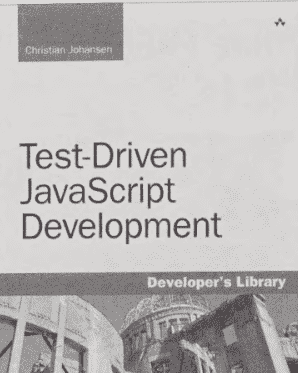 Christian Johansen
Test-Driven
JavaScript
Development
Developer's Library